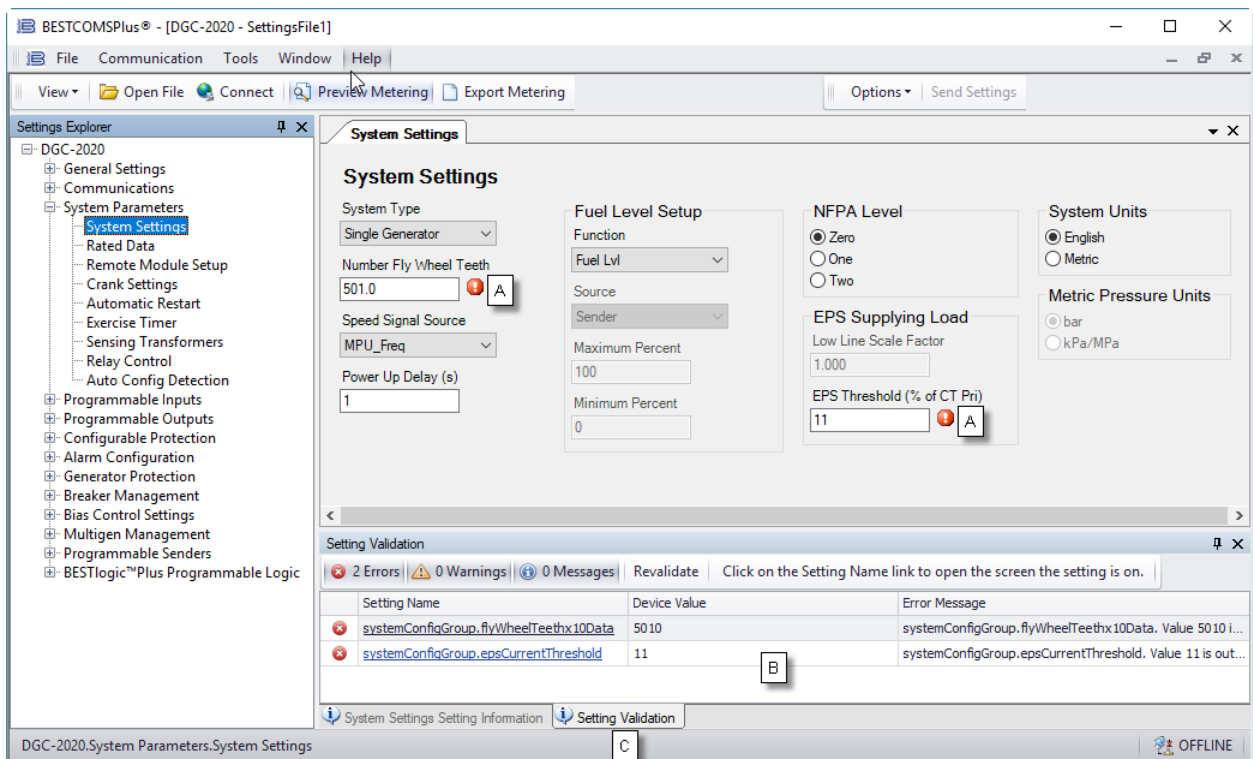 BESTCOMSPlus® - [DGC-2020 - SettingsFile1]
File Communication Tools Window Help
View Open File Connect Preview Metering Export Metering Options Send Settings
Settings Explorer
DGC-2020
General Settings
Communications
System Parameters
System Settings
Rated Data
Remote Module Setup
Crank Settings
Automatic Restart
Exercise Timer
Sensing Transformers
Relay Control
Auto Config Detection
Programmable Inputs
Programmable Outputs
Configurable Protection
Alarm Configuration
Generator Protection
Breaker Management
Bias Control Settings
Multigen Management
Programmable Senders
BESTlogic™Plus Programmable Logic
System Settings
System Settings
System Type
Single Generator
Number Fly Wheel Teeth
501.0
A
Speed Signal Source
MPU_Freq
Power Up Delay (s)
1
Fuel Level Setup
Function
Fuel Lvl
Source
Sender
Maximum Percent
100
Minimum Percent
0
NFPA Level
Zero
One
Two
EPS Supplying Load
Low Line Scale Factor
1.000
EPS Threshold (% of CT Pri)
11
A
System Units
English
Metric
Metric Pressure Units
bar
kPa/MPa
Setting Validation
2 Errors 0 Warnings 0 Messages Revalidate Click on the Setting Name link to open the screen the setting is on.
Setting Name Device Value Error Message
systemConfigGroup.flyWheelTeethx10Data 5010 systemConfigGroup.flyWheelTeethx10Data. Value 5010 i...
systemConfigGroup.epsCurrentThreshold 11 systemConfigGroup.epsCurrentThreshold. Value 11 is out...
B
System Settings Setting Information Setting Validation
C
DGC-2020.System Parameters.System Settings OFFLINE